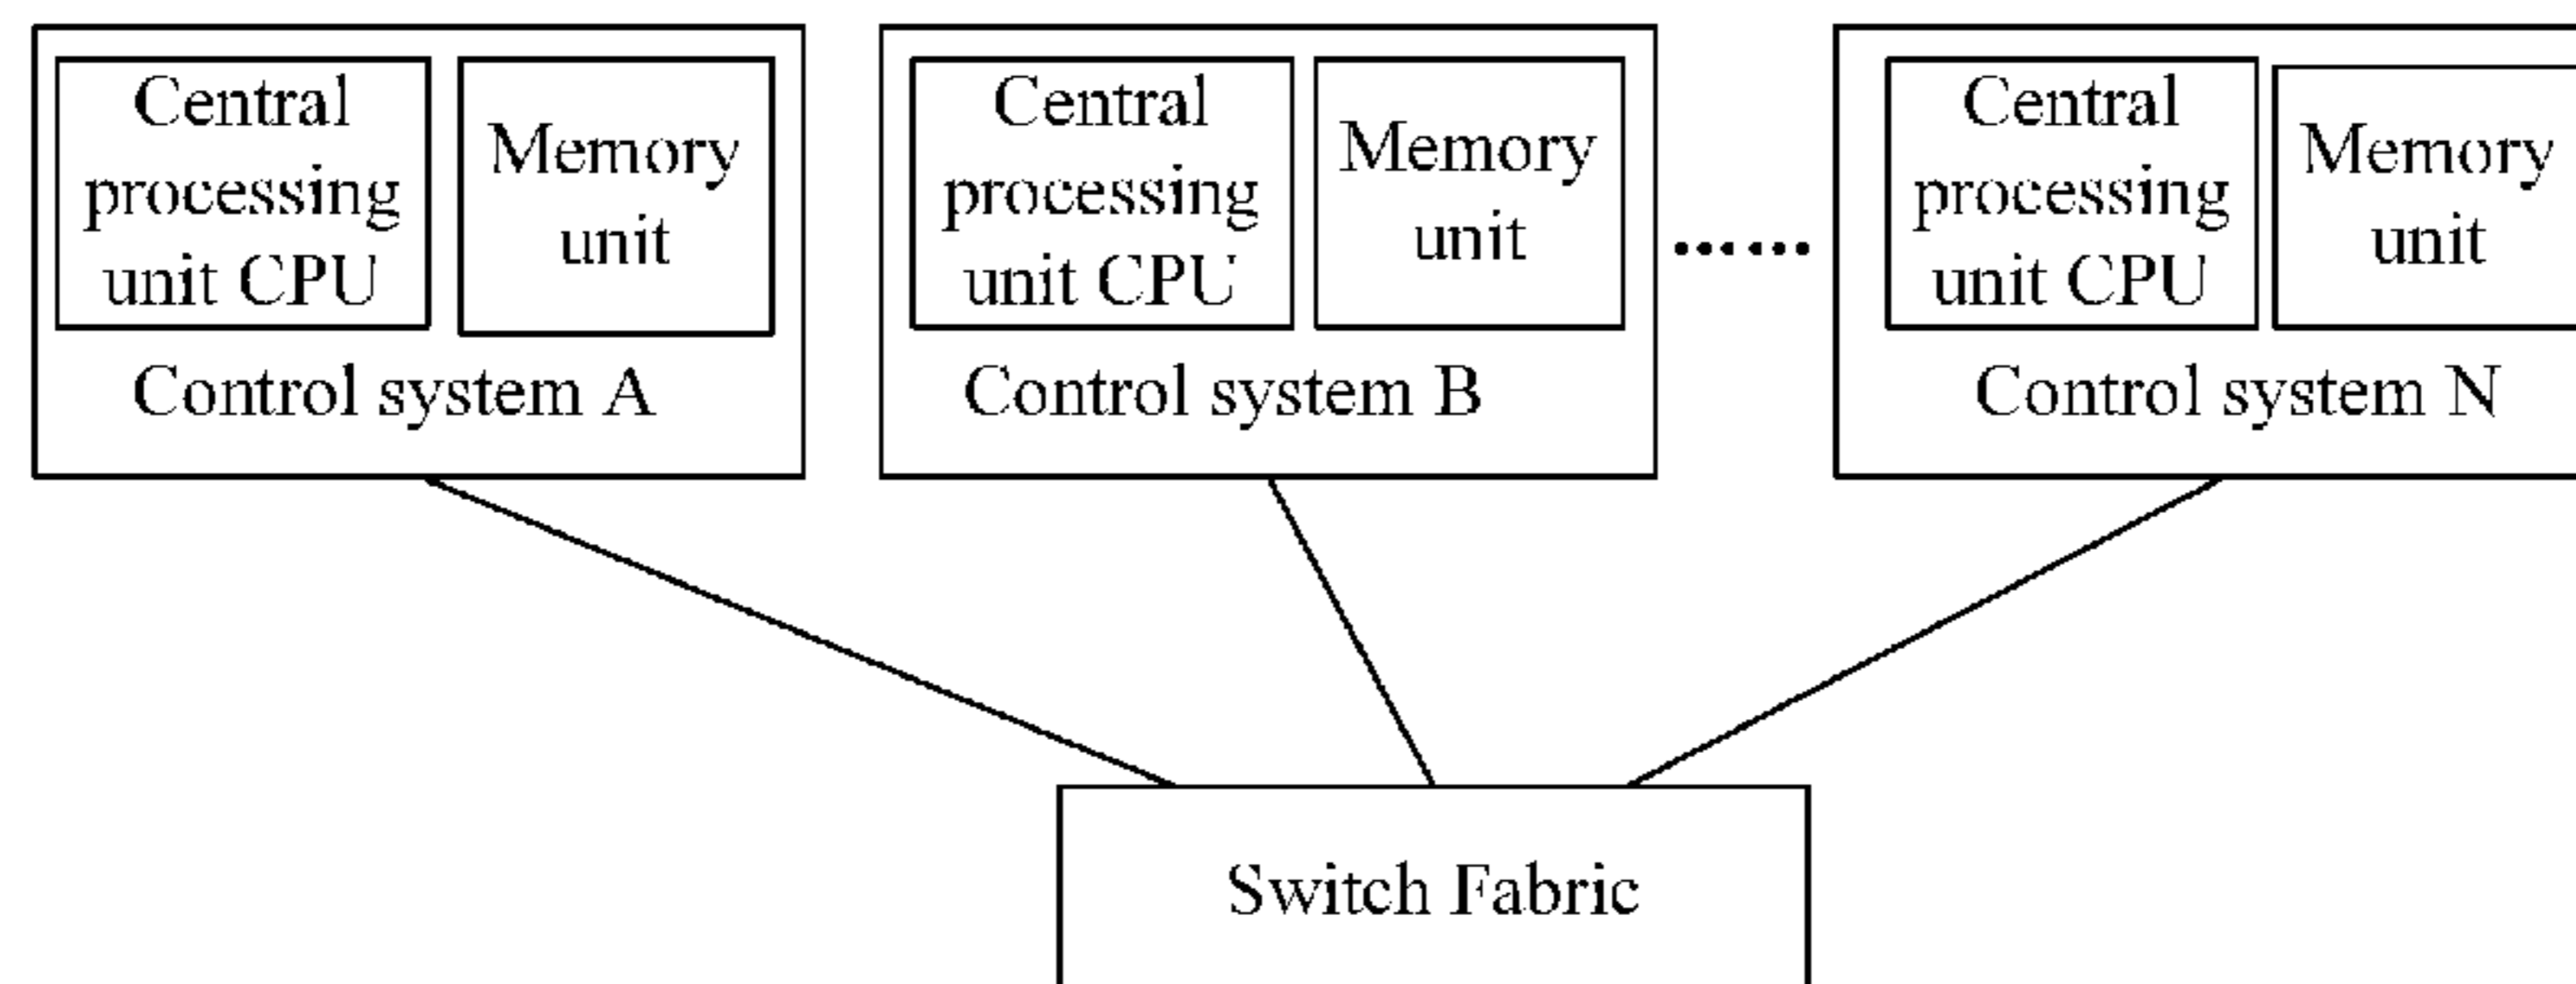 Central
processing
unit CPU
Memory
unit
Control system A
Central
processing
unit CPU
Memory
unit
Control system B
......
Central
processing
unit CPU
Memory
unit
Control system N
Switch Fabric